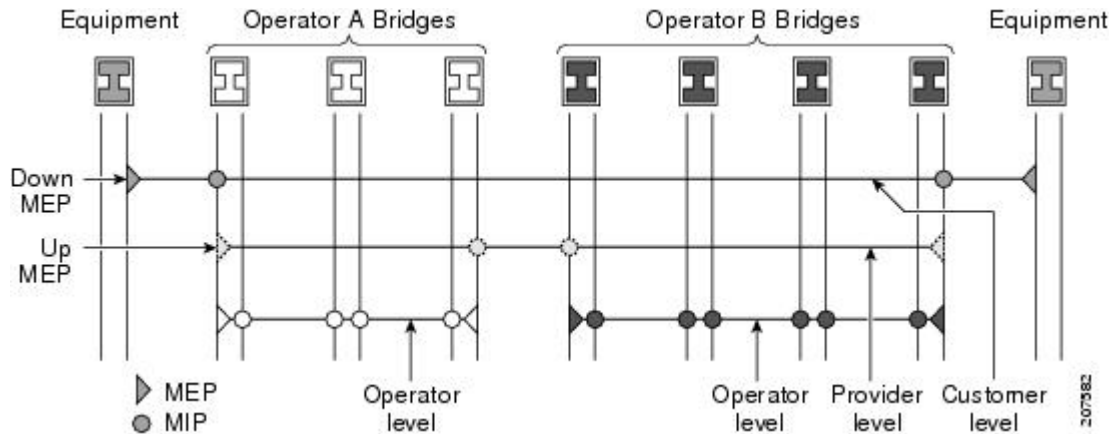 Equipment
Operator A Bridges
Operator B Bridges
Equipment
Down
MEP
Up
MEP
MEP
MIP
Operator
level
Operator
level
Provider
level
Customer
level
207582